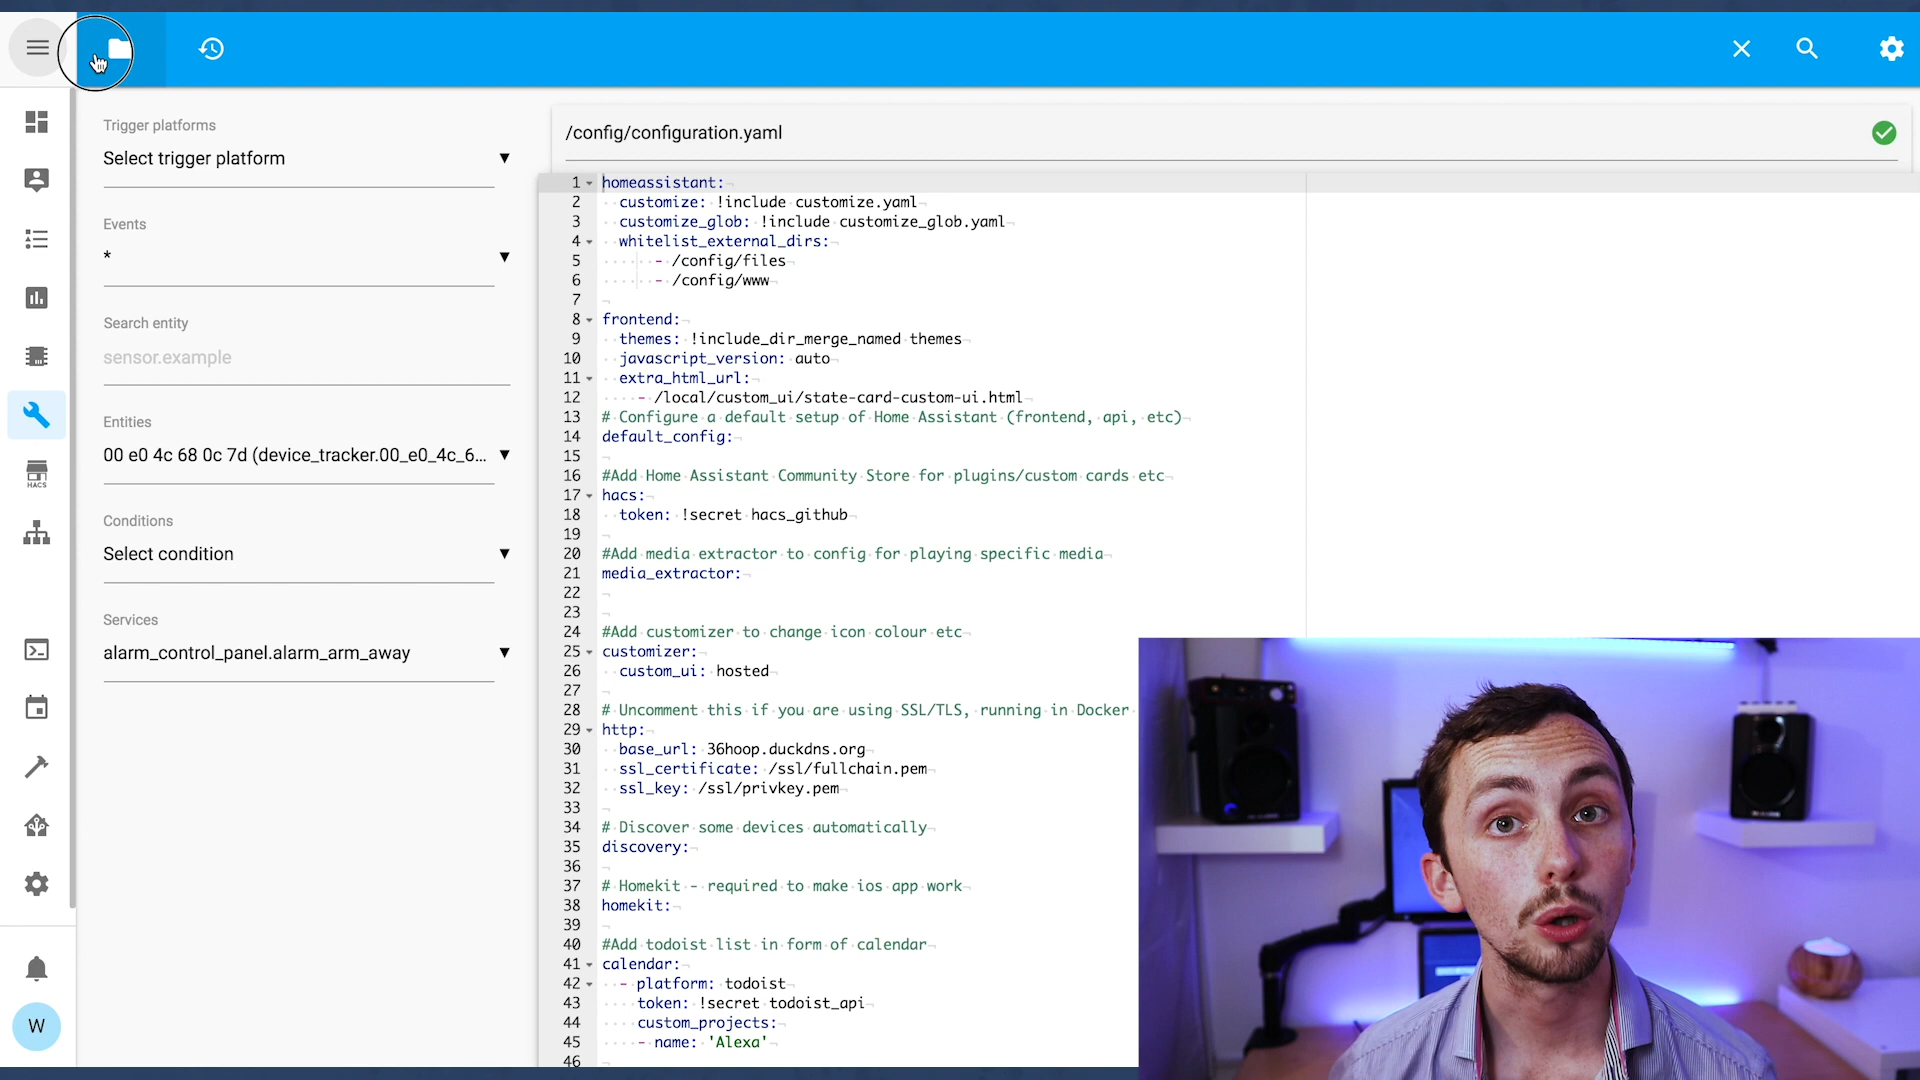 Trigger platforms
Select trigger platform
Events
*
Search entity
sensor.example
Entities
00 e0 4c 68 0c 7d (device_tracker.00_e0_4c_6...
Conditions
Select condition
Services
alarm_control_panel.alarm_arm_away
HACS
W
/config/configuration.yaml
1 homeassistant:
2 customize: !include customize.yaml
3 customize_glob: !include customize_glob.yaml
4 whitelist_external_dirs:
5 - /config/files
6 - /config/www
7
8 frontend:
9 themes: !include_dir_merge_named themes
10 javascript_version: auto
11 extra_html_url:
12 - /local/custom_ui/state-card-custom-ui.html
13 # Configure a default setup of Home Assistant (frontend, api, etc)
14 default_config:
15
16 #Add Home Assistant Community Store for plugins/custom cards etc
17 hacs:
18 token: !secret hacs_github
19
20 #Add media extractor to config for playing specific media
21 media_extractor:
22
23
24 #Add customizer to change icon colour etc
25 customizer:
26 custom_ui: hosted
27
28 # Uncomment this if you are using SSL/TLS, running in Docker
29 http:
30 base_url: 36hoop.duckdns.org
31 ssl_certificate: /ssl/fullchain.pem
32 ssl_key: /ssl/privkey.pem
33
34 # Discover some devices automatically
35 discovery:
36
37 # Homekit - required to make ios app work
38 homekit:
39
40 #Add todoist list in form of calendar
41 calendar:
42 - platform: todoist
43 token: !secret todoist_api
44 custom_projects:
45 - name: 'Alexa'
46